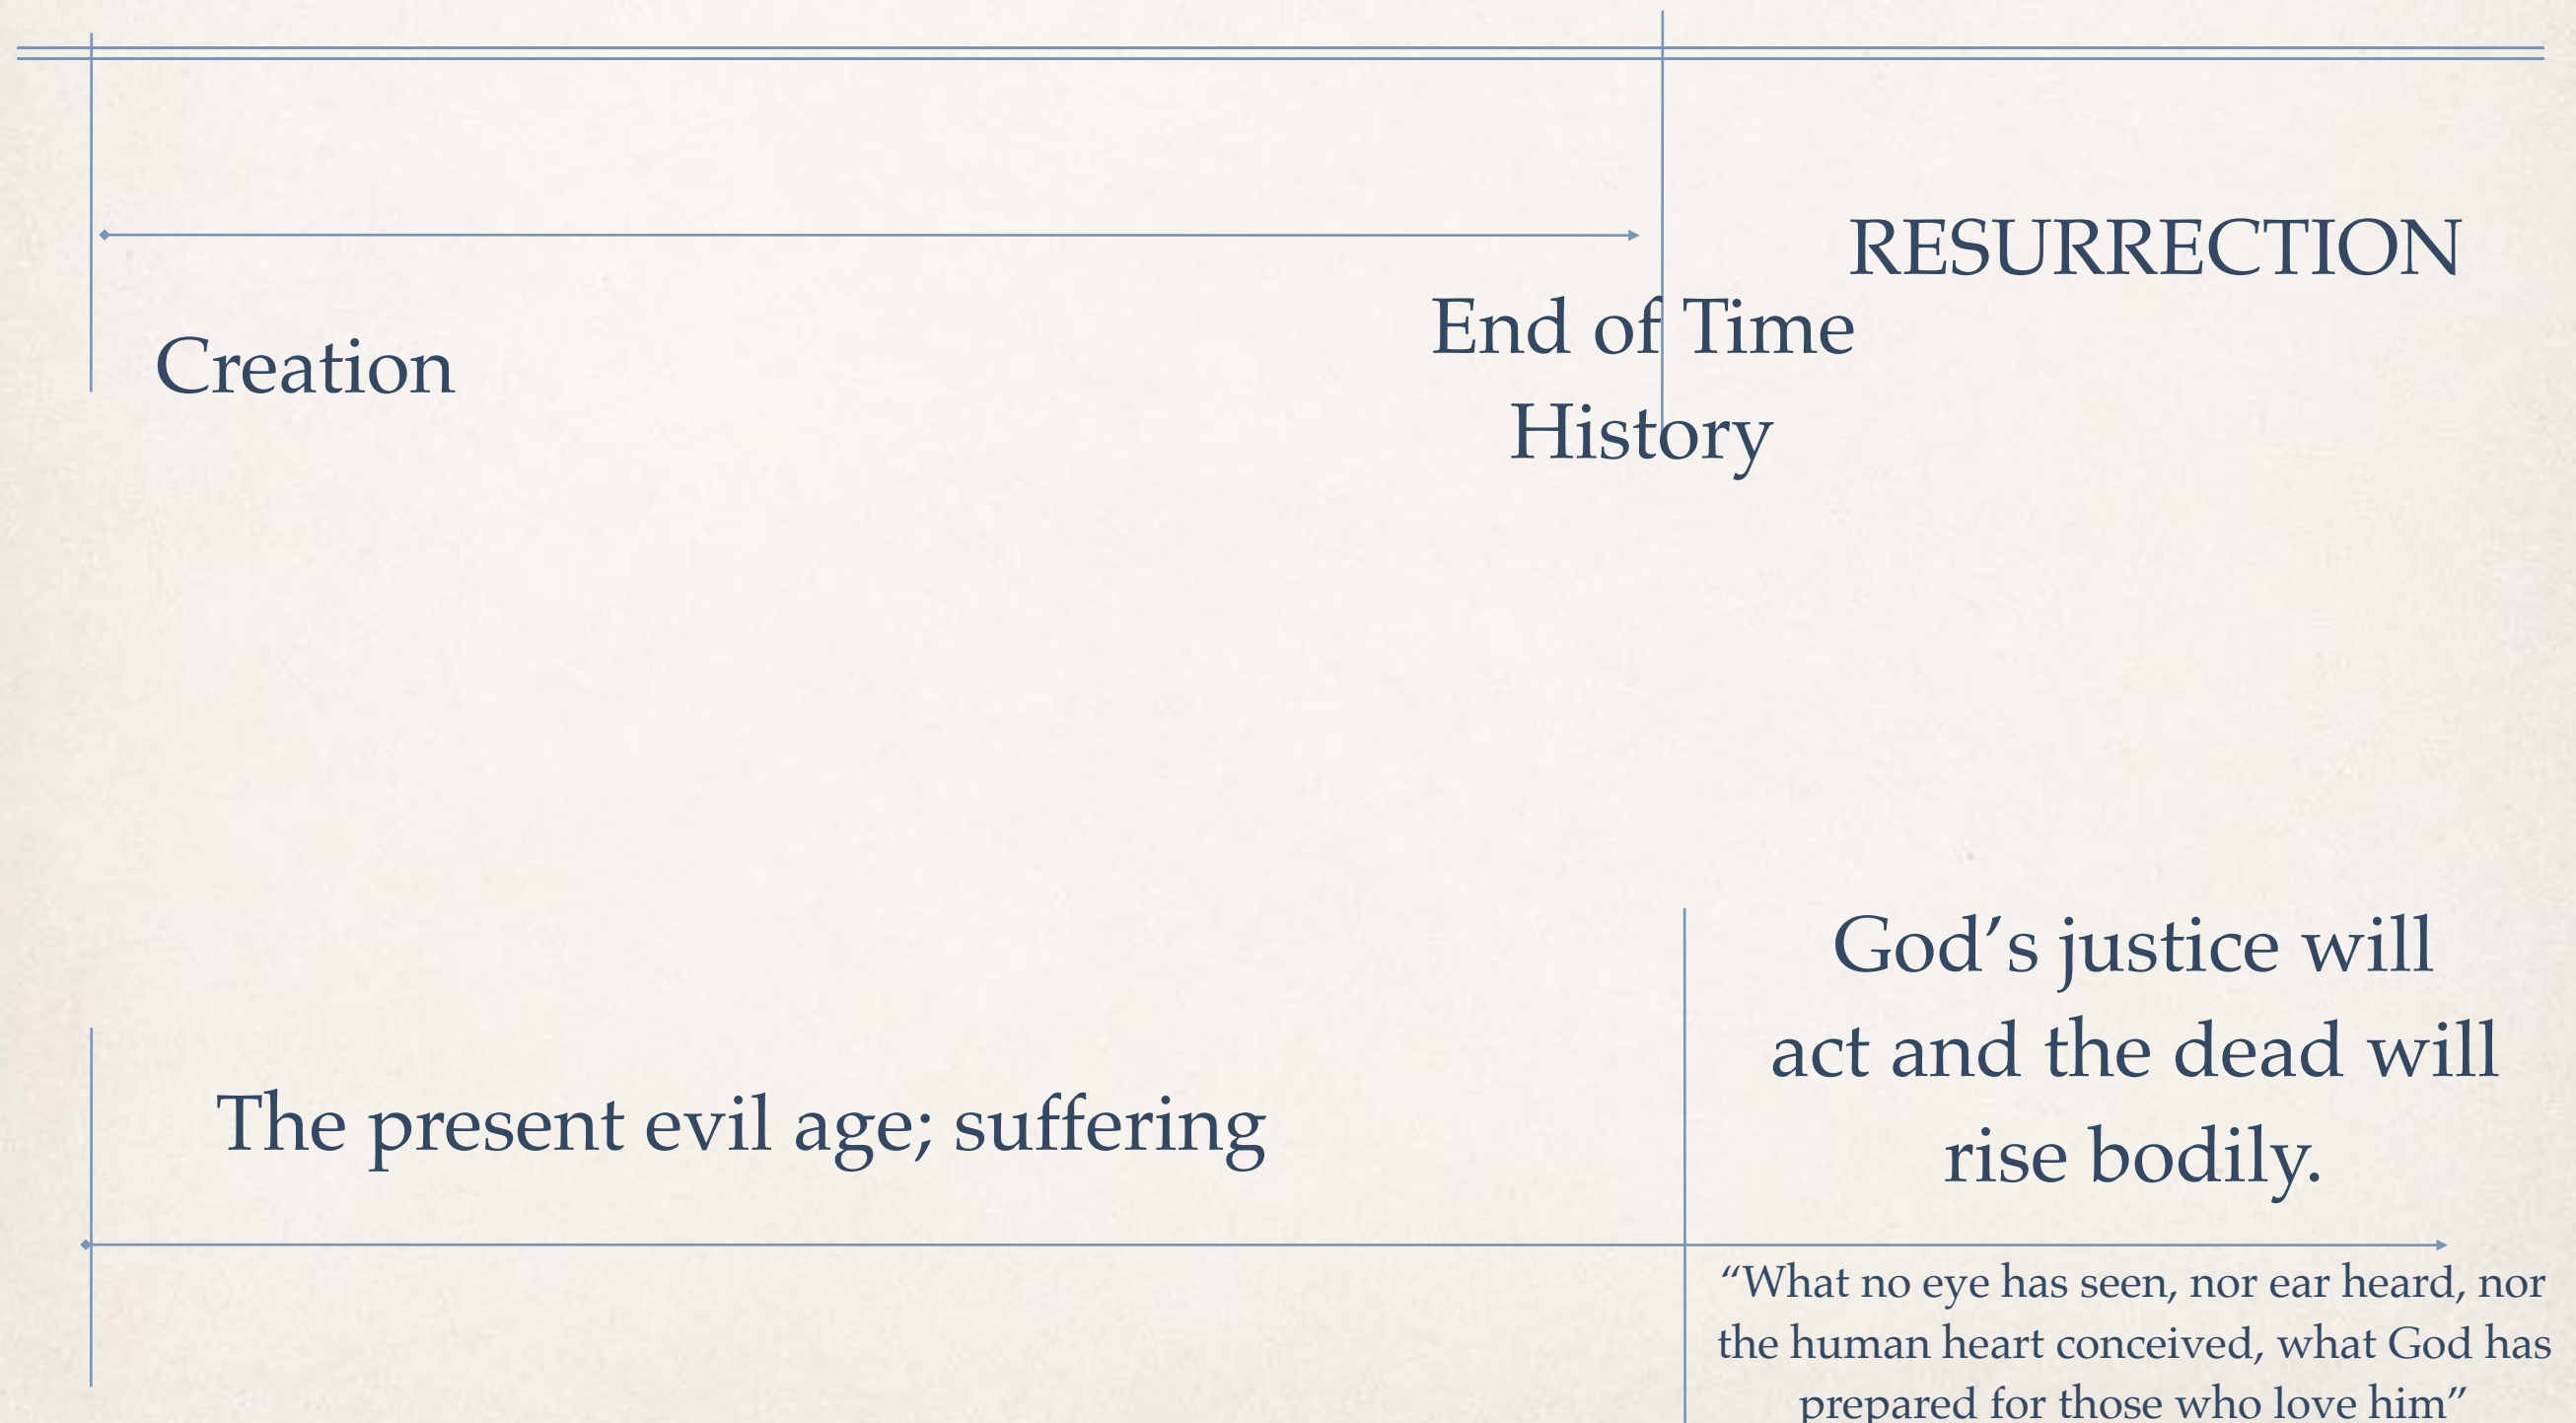 RESURRECTION
End of Time
History
Creation
God’s justice will
act and the dead will
rise bodily.
The present evil age; suffering
“What no eye has seen, nor ear heard, nor
the human heart conceived, what God has
prepared for those who love him”